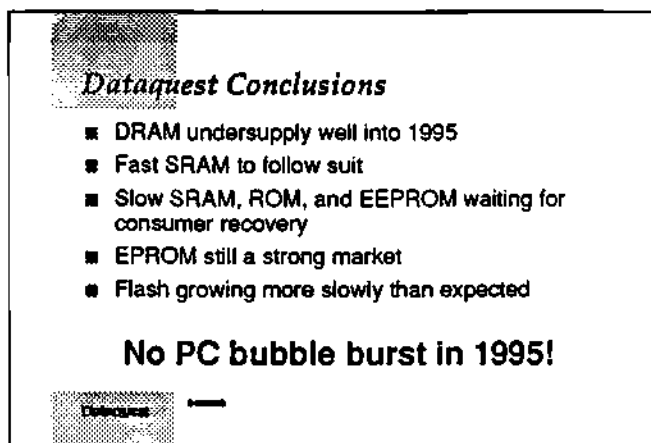 Dataquest Conclusions
■ DRAM undersupply well into 1995
■ Fast SRAM to follow suit
■ Slow SRAM, ROM, and EEPROM waiting for
consumer recovery
■ EPROM still a strong market
■ Flash growing more slowly than expected
No PC bubble burst in 1995!
Dataquest